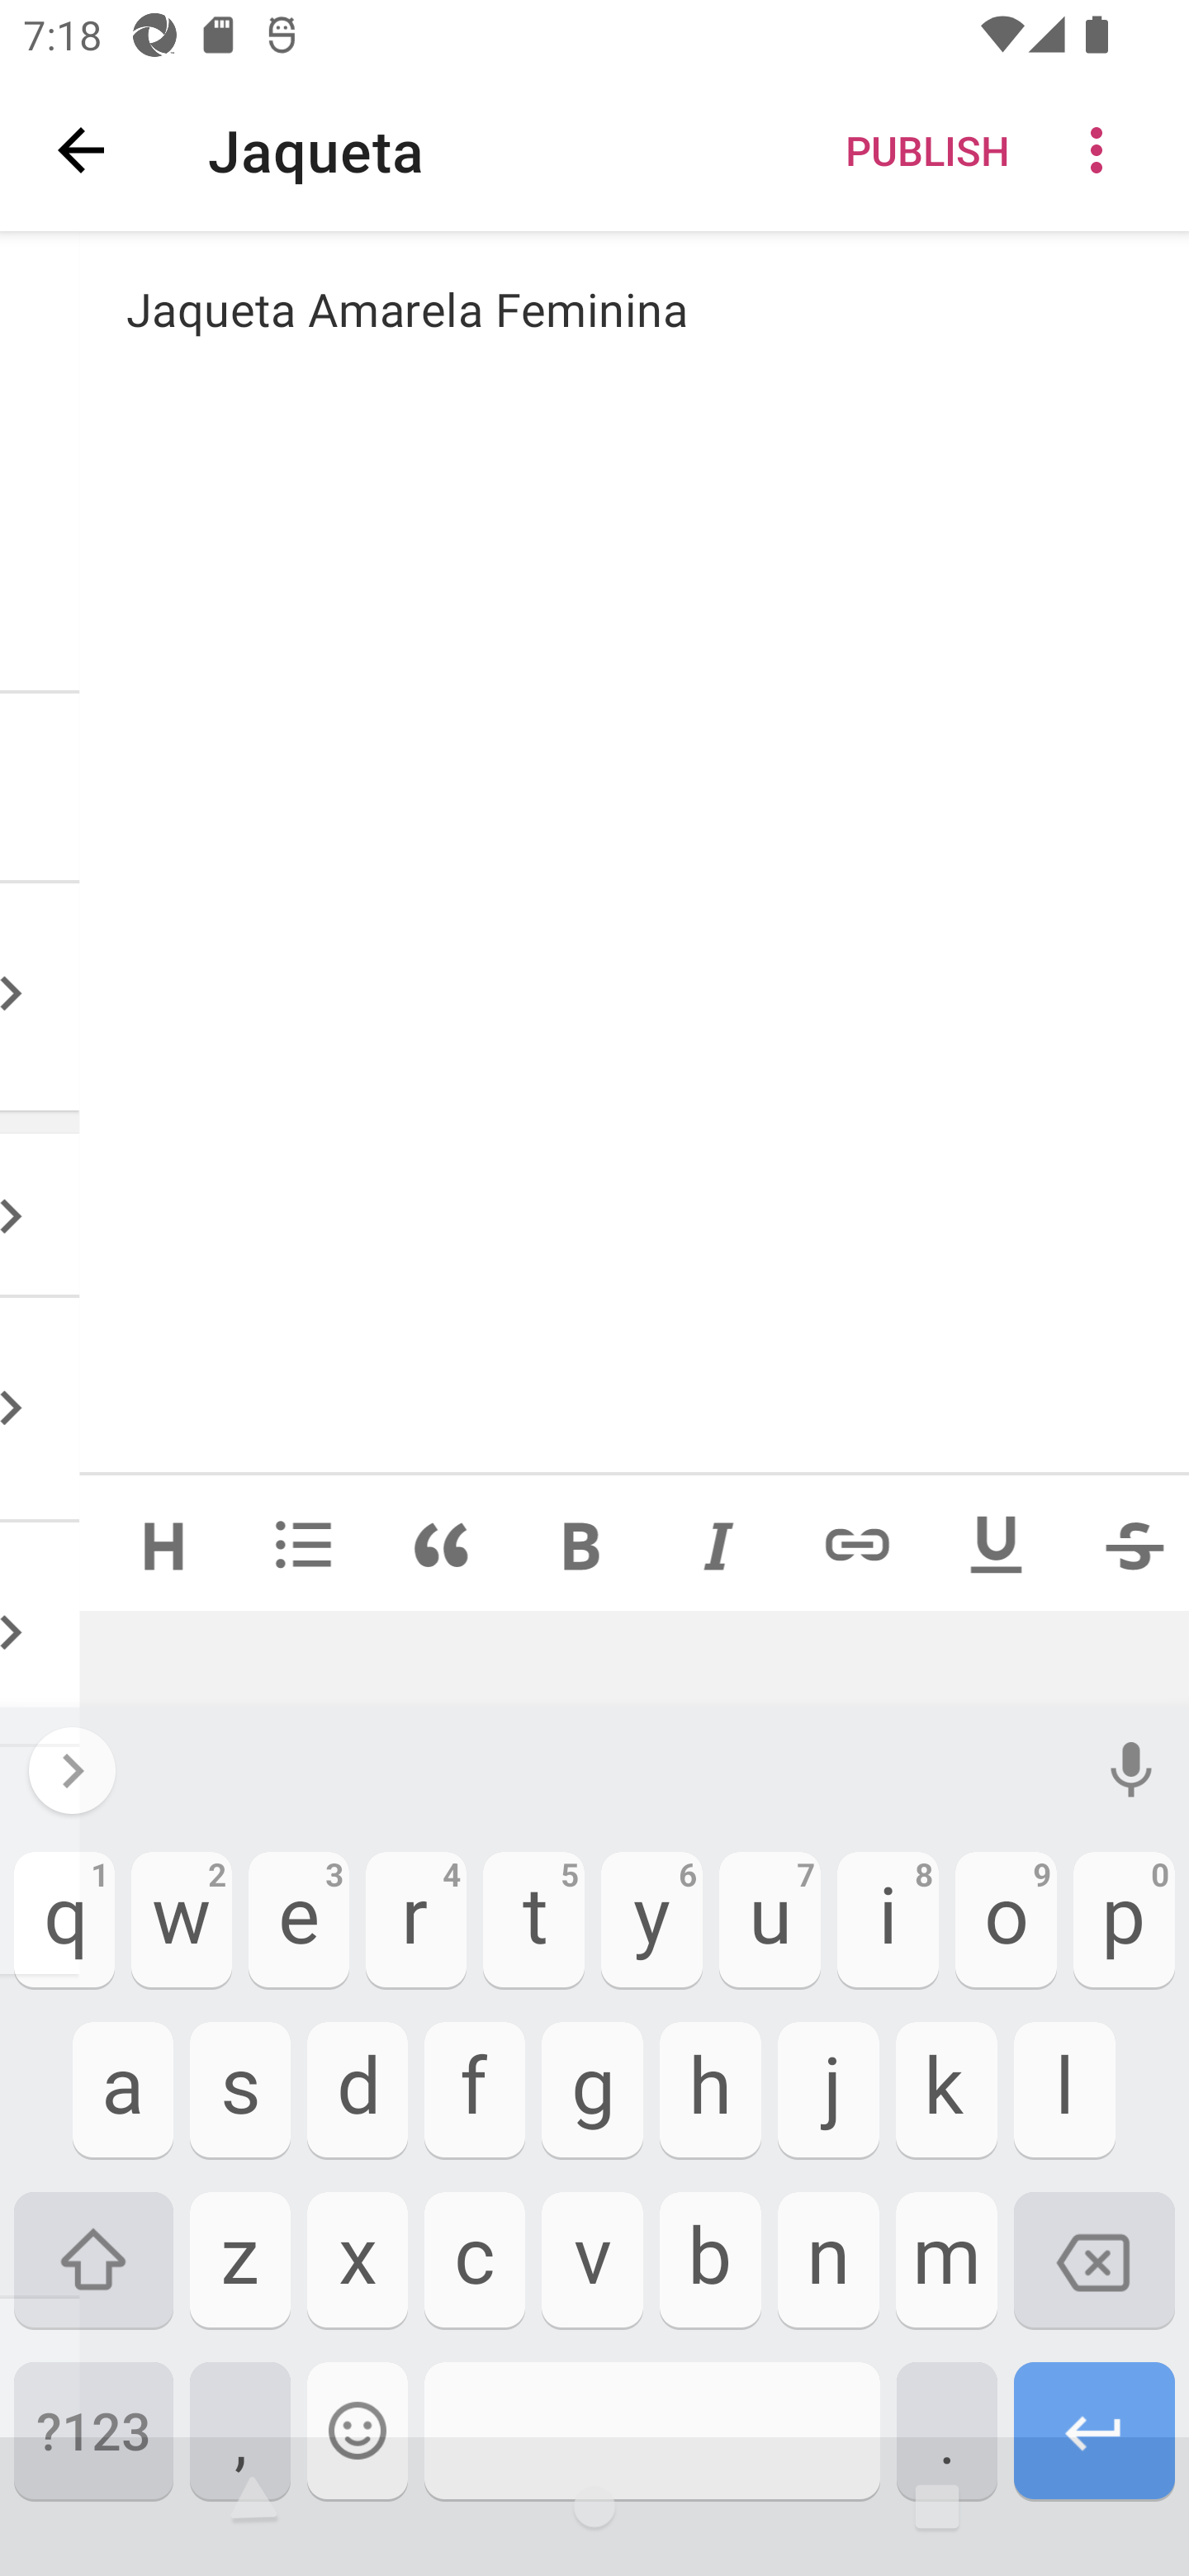 7:18
Jaqueta
PUBLISH
Jaqueta Amarela Feminina
H B I U S
q 1 w 2 e 3 r 4 t 5 y 6 u 7 i 8 o 9 p 0
a s d f g h j k l
z x c v b n m
?123 , .